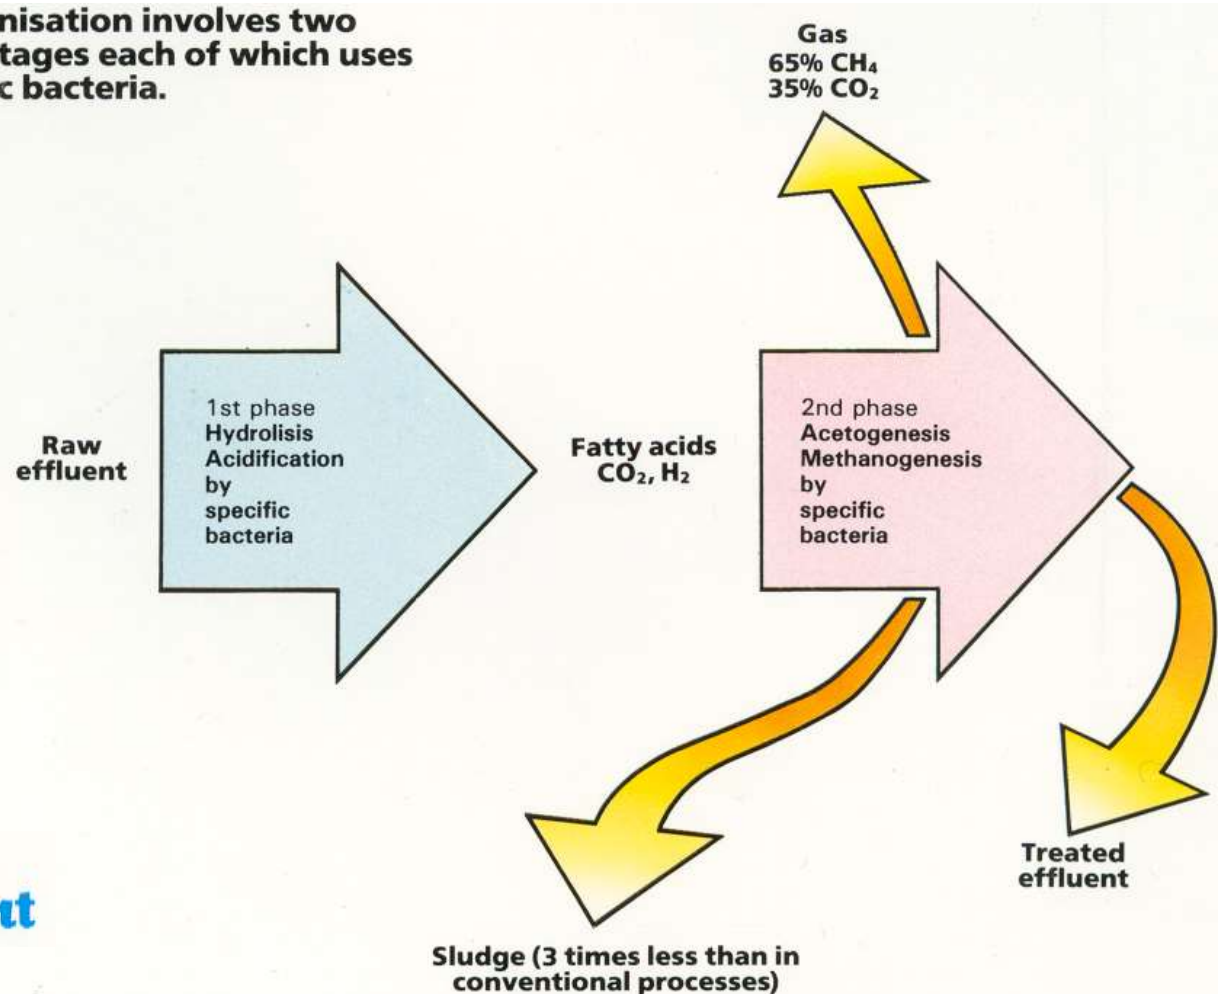 nisation involves two
tages each of which uses
c bacteria.
Gas
65% CH₄
35% CO₂
Raw
effluent
1st phase
Hydrolisis
Acidification
by
specific
bacteria
Fatty acids
CO₂, H₂
2nd phase
Acetogenesis
Methanogenesis
by
specific
bacteria
Treated
effluent
Sludge (3 times less than in
conventional processes)